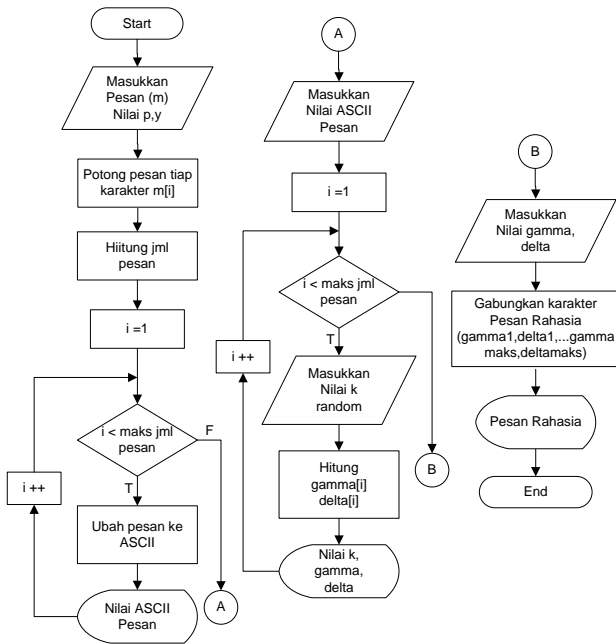 Start
Masukkan
Pesan (m)
Nilai p,y
Potong pesan tiap
karakter m[i]
Hiitung jml
pesan
i =1
i < maks jml
pesan
F
T
i ++
Ubah pesan ke
ASCII
Nilai ASCII
Pesan
A
A
Masukkan
Nilai ASCII
Pesan
i =1
i < maks jml
pesan
T
i ++
Masukkan
Nilai k
random
Hitung
gamma[i]
delta[i]
Nilai k,
gamma,
delta
B
B
Masukkan
Nilai gamma,
delta
Gabungkan karakter
Pesan Rahasia
(gamma1,delta1,...gamma
maks,deltamaks)
Pesan Rahasia
End